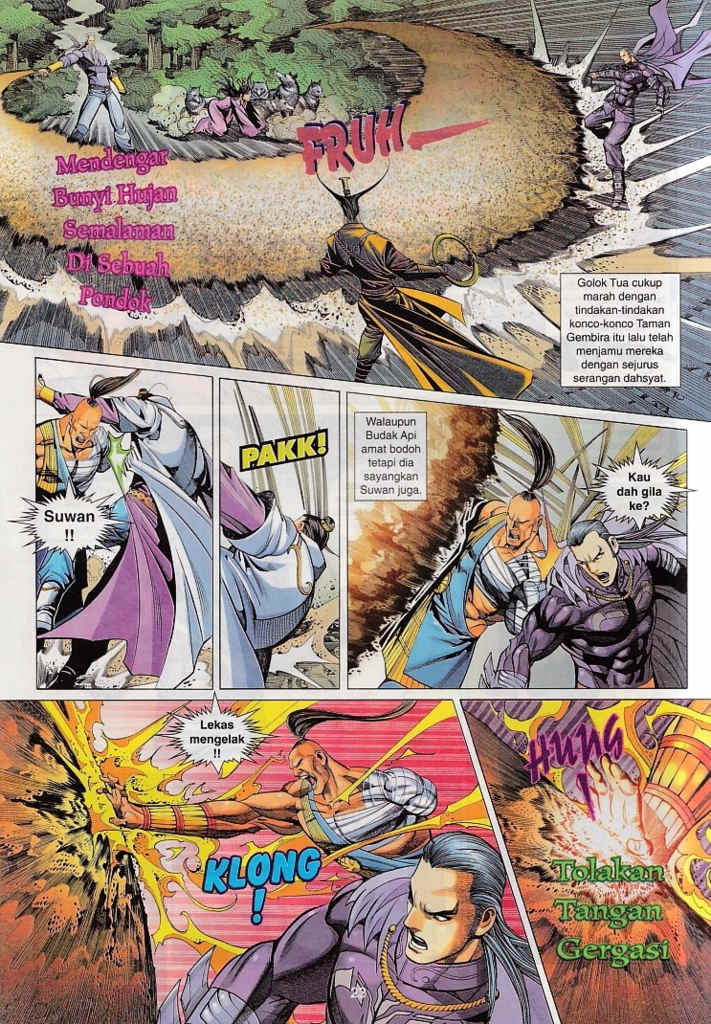 FRUH
Mendengar
Bunyi Hujan
Semalaman
Di Sebuah
Pondok
Golok Tua cukup
marah dengan
tindakan-tindakan
konco-konco Taman
Gembira itu lalu telah
menjamu mereka
dengan sejurus
serangan dahsyat.
Suwan
!!
PAKK!
Walaupun
Budak Api
amat bodoh
tetapi dia
sayangkan
Suwan juga.
Kau
dah gila
ke?
Lekas
mengelak
!!
KLONG
!
HUNG
!
Tolakan
Tangan
Gergasi